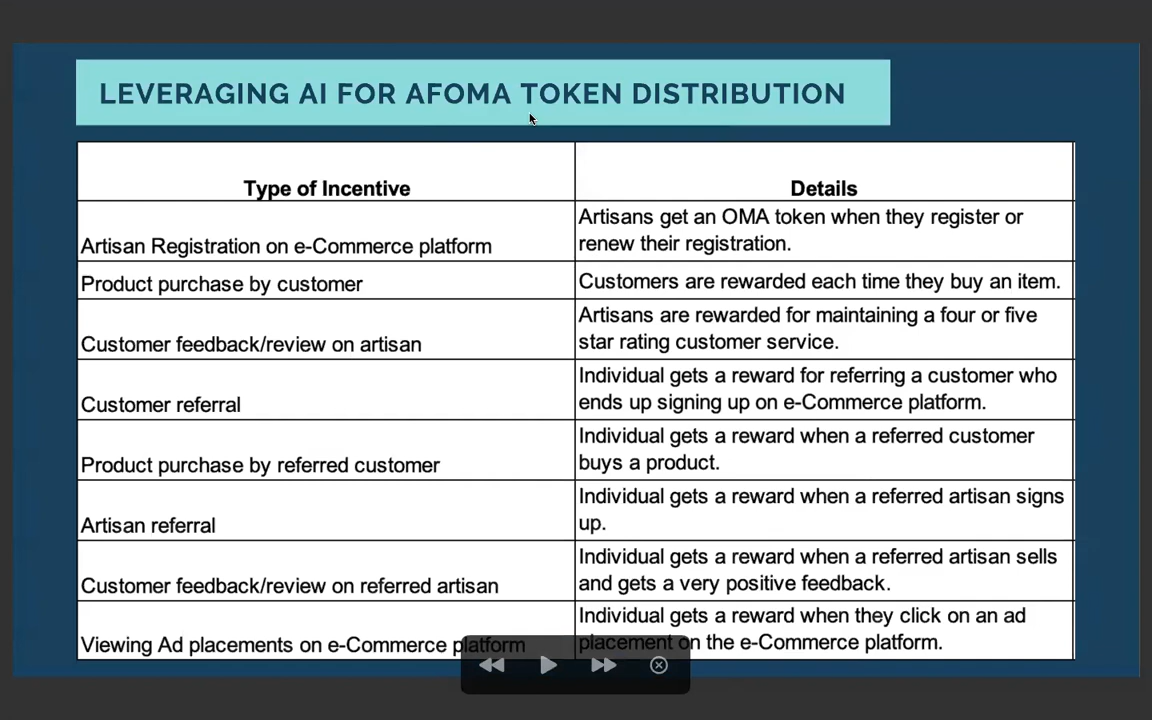 LEVERAGING AI FOR AFOMA TOKEN DISTRIBUTION
Type of Incentive
Details
Artisan Registration on e-Commerce platform
Artisans get an OMA token when they register or
renew their registration.
Product purchase by customer
Customers are rewarded each time they buy an item.
Customer feedback/review on artisan
Artisans are rewarded for maintaining a four or five
star rating customer service.
Customer referral
Individual gets a reward for referring a customer who
ends up signing up on e-Commerce platform.
Product purchase by referred customer
Individual gets a reward when a referred customer
buys a product.
Artisan referral
Individual gets a reward when a referred artisan signs
up.
Customer feedback/review on referred artisan
Individual gets a reward when a referred artisan sells
and gets a very positive feedback.
Viewing Ad placements on e-Commerce platform
Individual gets a reward when they click on an ad
placement on the e-Commerce platform.